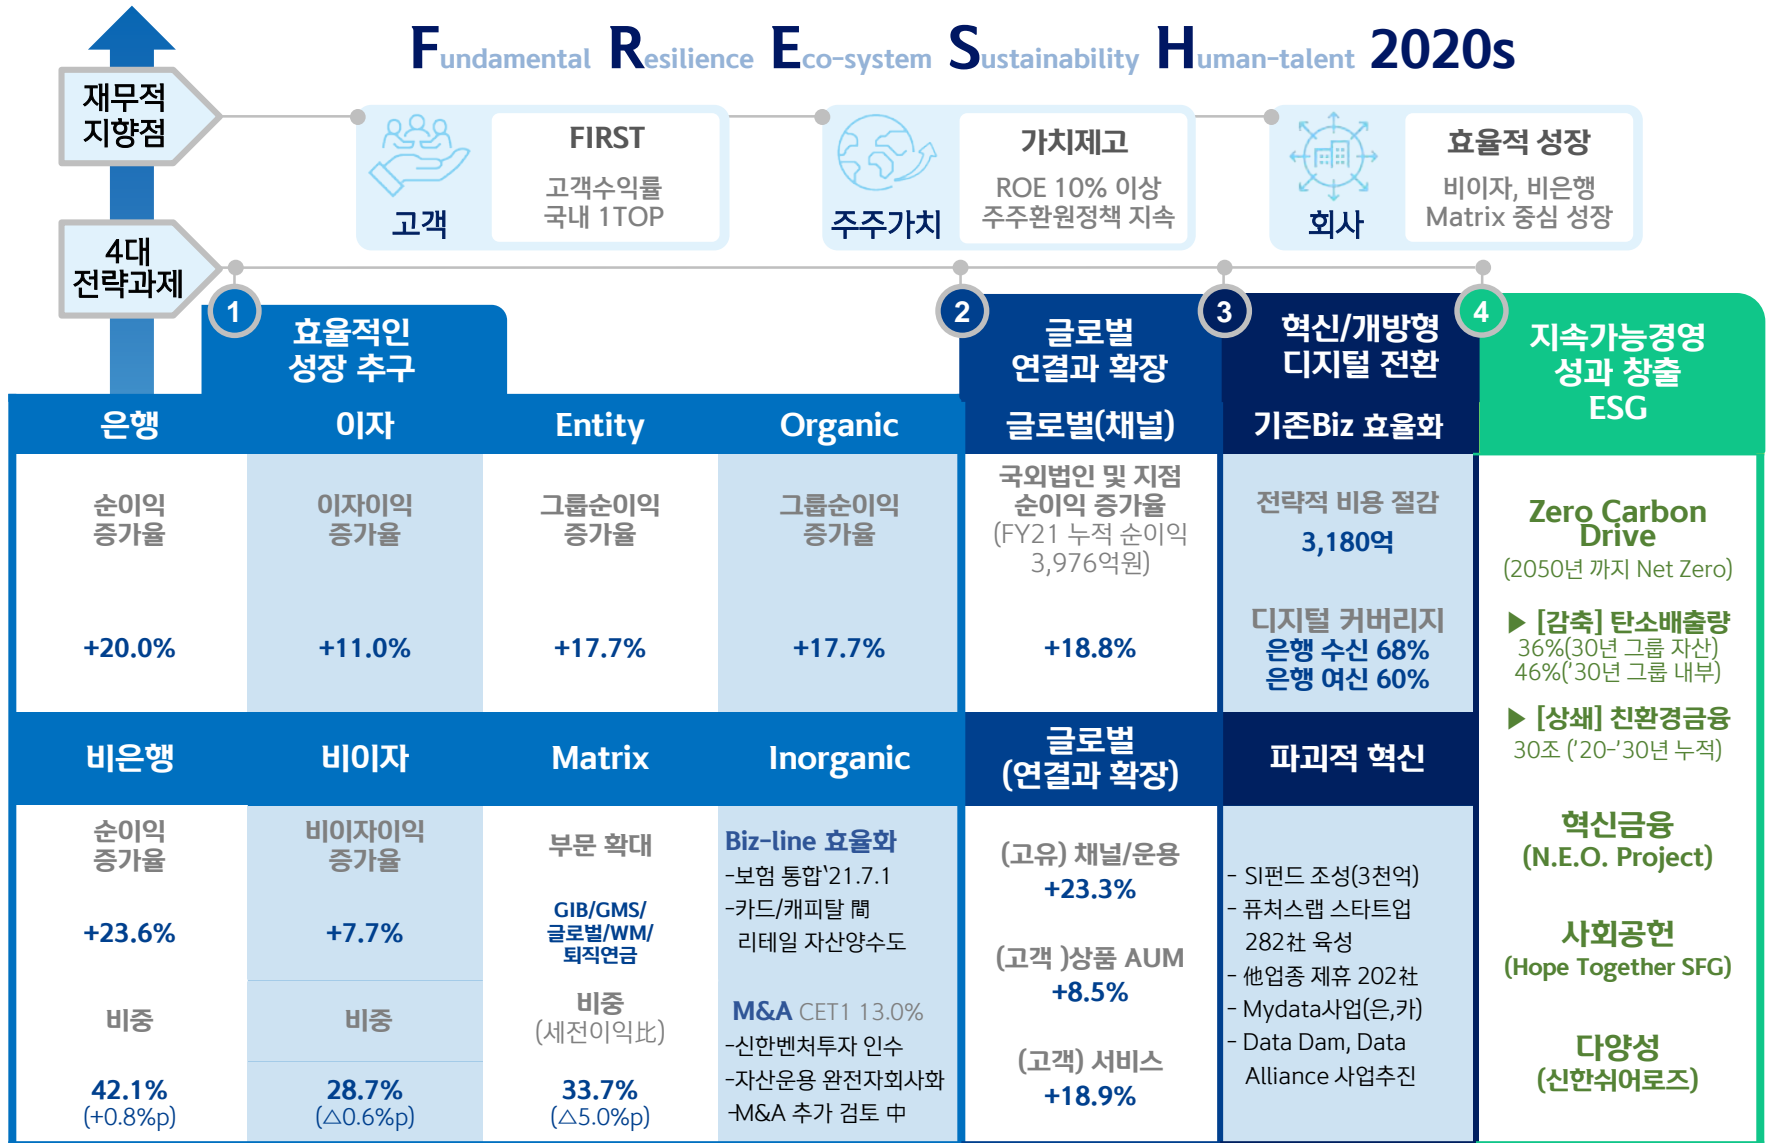 Fundamental Resilience Eco-system Sustainability Human-talent 2020s
재무적
지향점
고객
FIRST
고객수익률
국내 1TOP
주주가치
가치제고
ROE 10% 이상
주주환원정책 지속
회사
효율적 성장
비이자, 비은행
Matrix 중심 성장
4대
전략과제
1
효율적인
성장 추구
2
글로벌
연결과 확장
3
혁신/개방형
디지털 전환
4
지속가능경영
성과 창출
ESG
은행
순이익
증가율
+20.0%
이자
이자이익
증가율
+11.0%
Entity
그룹순이익
증가율
+17.7%
Organic
그룹순이익
증가율
+17.7%
글로벌(채널)
국외법인 및 지점
순이익 증가율
(FY21 누적 순이익
3,976억원)
+18.8%
기존Biz 효율화
전략적 비용 절감
3,180억
디지털 커버리지
은행 수신 68%
은행 여신 60%
비은행
순이익
증가율
+23.6%
비중
42.1%
(+0.8%p)
비이자
비이자이익
증가율
+7.7%
비중
28.7%
(△0.6%p)
Matrix
부문 확대
GIB/GMS/
글로벌/WM/
퇴직연금
비중
(세전이익比)
33.7%
(△5.0%p)
Inorganic
Biz-line 효율화
-보험 통합‵21.7.1
-카드/캐피탈 間
리테일 자산양수도
M&A CET1 13.0%
-신한벤처투자 인수
-자산운용 완전자회사화
-M&A 추가 검토 中
글로벌
(연결과 확장)
(고유) 채널/운용
+23.3%
(고객 )상품 AUM
+8.5%
(고객) 서비스
+18.9%
파괴적 혁신
- SI펀드 조성(3천억)
- 퓨처스랩 스타트업
282社 육성
- 他업종 제휴 202社
- Mydata사업(은,카)
- Data Dam, Data
Alliance 사업추진
Zero Carbon
Drive
(2050년 까지 Net Zero)
▶ [감축] 탄소배출량
36%(30년 그룹 자산)
46%('30년 그룹 내부)
▶ [상쇄] 친환경금융
30조 ('20-'30년 누적)
혁신금융
(N.E.O. Project)
사회공헌
(Hope Together SFG)
다양성
(신한쉬어로즈)